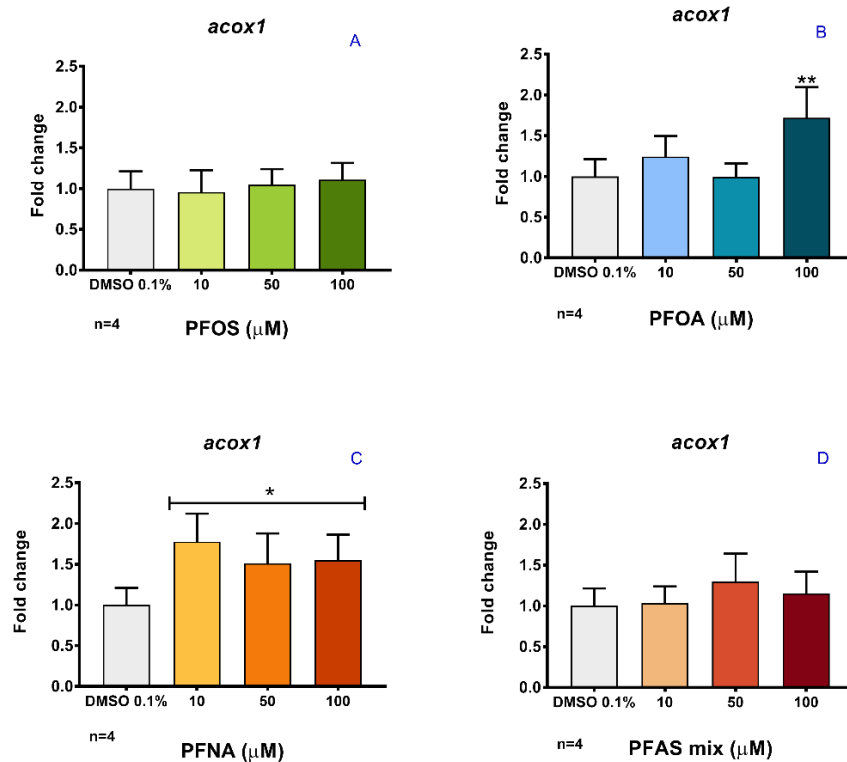 acox1
A
2.5
2.0
1.5
1.0
0.5
0.0
Fold change
DMSO 0.1% 10 50 100
n=4
PFOS (μM)
acox1
B
2.5
2.0
1.5
1.0
0.5
0.0
Fold change
**
DMSO 0.1% 10 50 100
n=4
PFOA (μM)
acox1
C
2.5
2.0
1.5
1.0
0.5
0.0
Fold change
*
DMSO 0.1% 10 50 100
n=4
PFNA (μM)
acox1
D
2.5
2.0
1.5
1.0
0.5
0.0
Fold change
DMSO 0.1% 10 50 100
n=4
PFAS mix (μM)